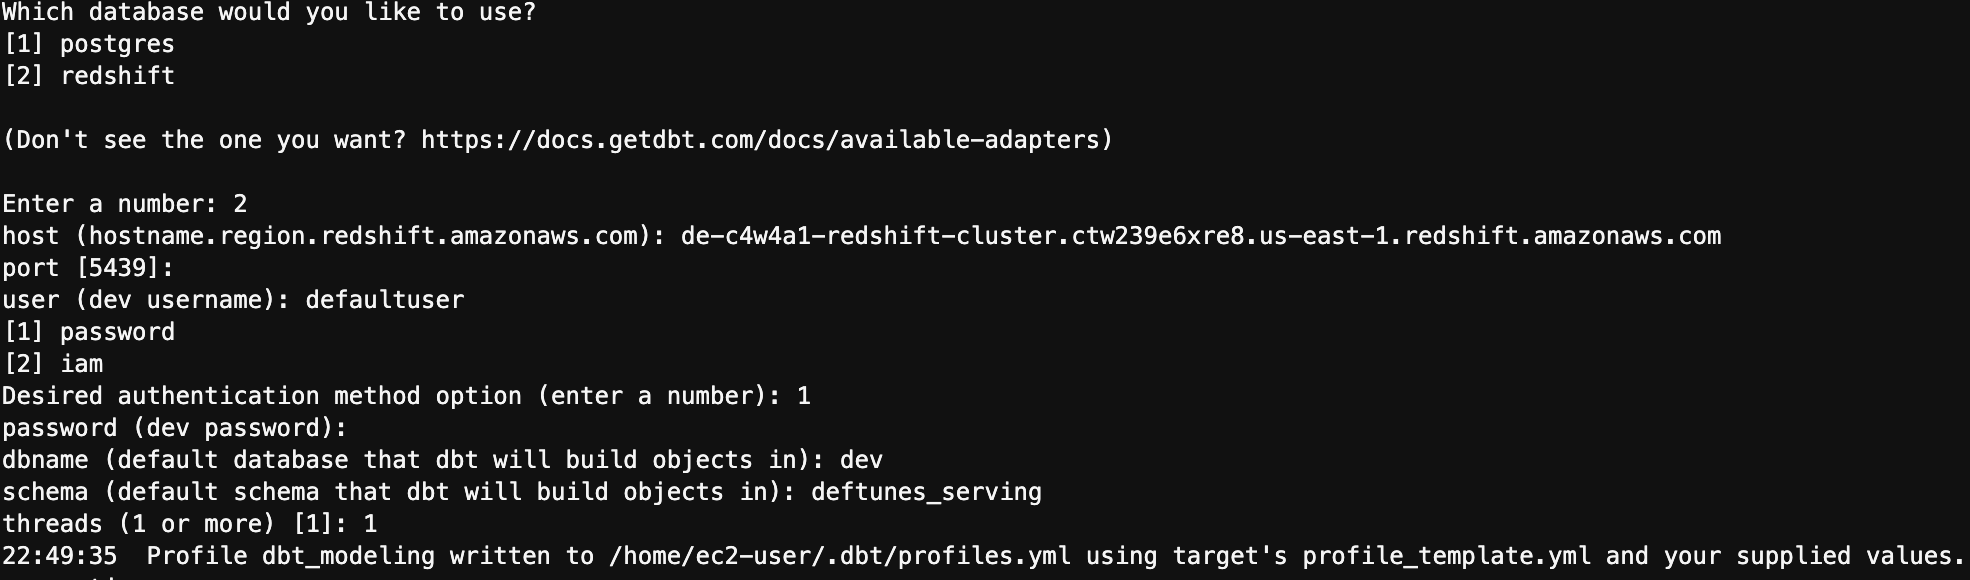 Which database would you like to use?
[1] postgres
[2] redshift
(Don't see the one you want? https://docs.getdbt.com/docs/available-adapters)
Enter a number: 2
host (hostname.region.redshift.amazonaws.com): de-c4w4a1-redshift-cluster.ctw239e6xre8.us-east-1.redshift.amazonaws.com
port [5439]:
user (dev username): defaultuser
[1] password
[2] iam
Desired authentication method option (enter a number): 1
password (dev password):
dbname (default database that dbt will build objects in): dev
schema (default schema that dbt will build objects in): deftunes_serving
threads (1 or more) [1]: 1
22:49:35  Profile dbt_modeling written to /home/ec2-user/.dbt/profiles.yml using target's profile_template.yml and your supplied values.